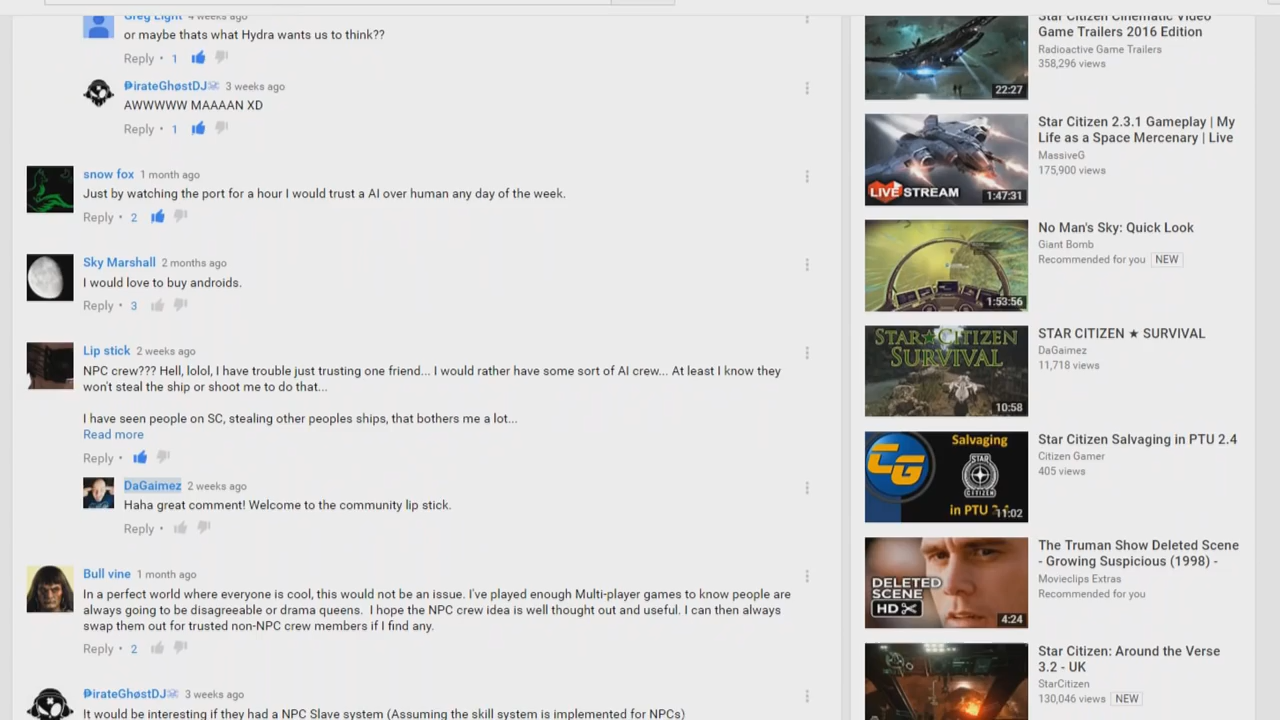 Greg Light 4 weeks ago
or maybe thats what Hydra wants us to think??
Reply • 1
₱irateGhøstDJ☠ 3 weeks ago
AWWWWW MAAAAN XD
Reply • 1
snow fox 1 month ago
Just by watching the port for a hour I would trust a AI over human any day of the week.
Reply • 2
Sky Marshall 2 months ago
I would love to buy androids.
Reply • 3
Lip stick 2 weeks ago
NPC crew??? Hell, lolol, I have trouble just trusting one friend... I would rather have some sort of AI crew... At least I know they
won't steal the ship or shoot me to do that...
I have seen people on SC, stealing other peoples ships, that bothers me a lot...
Read more
Reply •
DaGaimez 2 weeks ago
Haha great comment! Welcome to the community lip stick.
Reply •
Bull vine 1 month ago
In a perfect world where everyone is cool, this would not be an issue. I've played enough Multi-player games to know people are
always going to be disagreeable or drama queens. I hope the NPC crew idea is well thought out and useful. I can then always
swap them out for trusted non-NPC crew members if I find any.
Reply • 2
₱irateGhøstDJ☠ 3 weeks ago
It would be interesting if they had a NPC Slave system (Assuming the skill system is implemented for NPCs)
Star Citizen Cinematic Video
Game Trailers 2016 Edition
Radioactive Game Trailers
358,296 views
22:27
Star Citizen 2.3.1 Gameplay | My
Life as a Space Mercenary | Live
MassiveG
175,900 views
LIVE STREAM
1:47:31
No Man's Sky: Quick Look
Giant Bomb
Recommended for you NEW
1:53:56
STAR CITIZEN ★ SURVIVAL
DaGaimez
11,718 views
STAR★CITIZEN
SURVIVAL
10:58
Star Citizen Salvaging in PTU 2.4
Citizen Gamer
405 views
Salvaging
CG
STAR
CITIZEN
in PTU 2.4
11:02
The Truman Show Deleted Scene
- Growing Suspicious (1998) -
Movieclips Extras
Recommended for you
DELETED
SCENE
HD
4:24
Star Citizen: Around the Verse
3.2 - UK
StarCitizen
130,046 views NEW